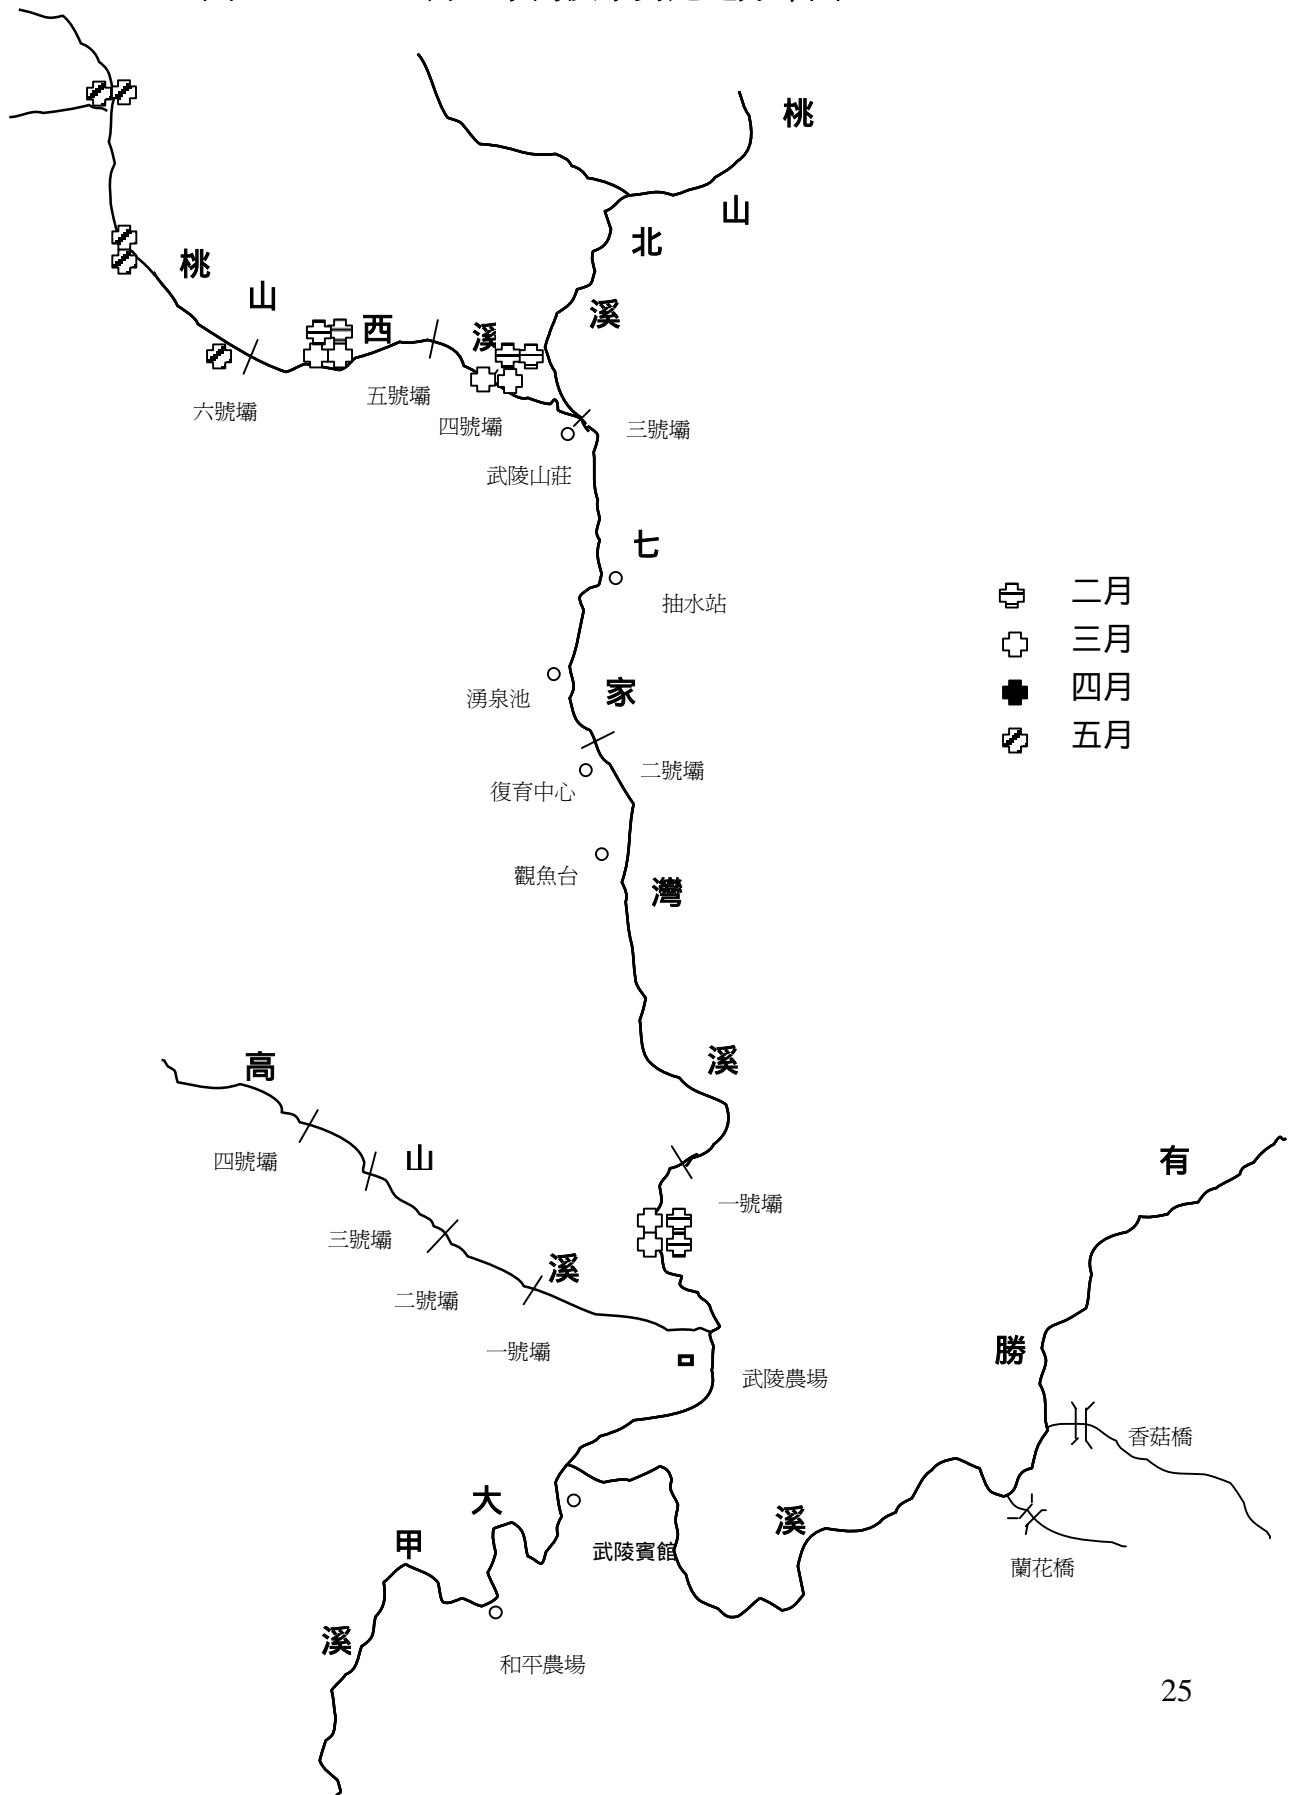 桃
山
北
溪
桃
山
西
溪
六號壩
五號壩
四號壩
三號壩
武陵山莊
七
抽水站
二月
三月
四月
五月
湧泉池
家
二號壩
復育中心
觀魚台
灣
溪
高
四號壩
山
三號壩
二號壩
溪
一號壩
一號壩
有
武陵農場
勝
香菇橋
大
甲
溪
武陵賓館
溪
蘭花橋
和平農場
25